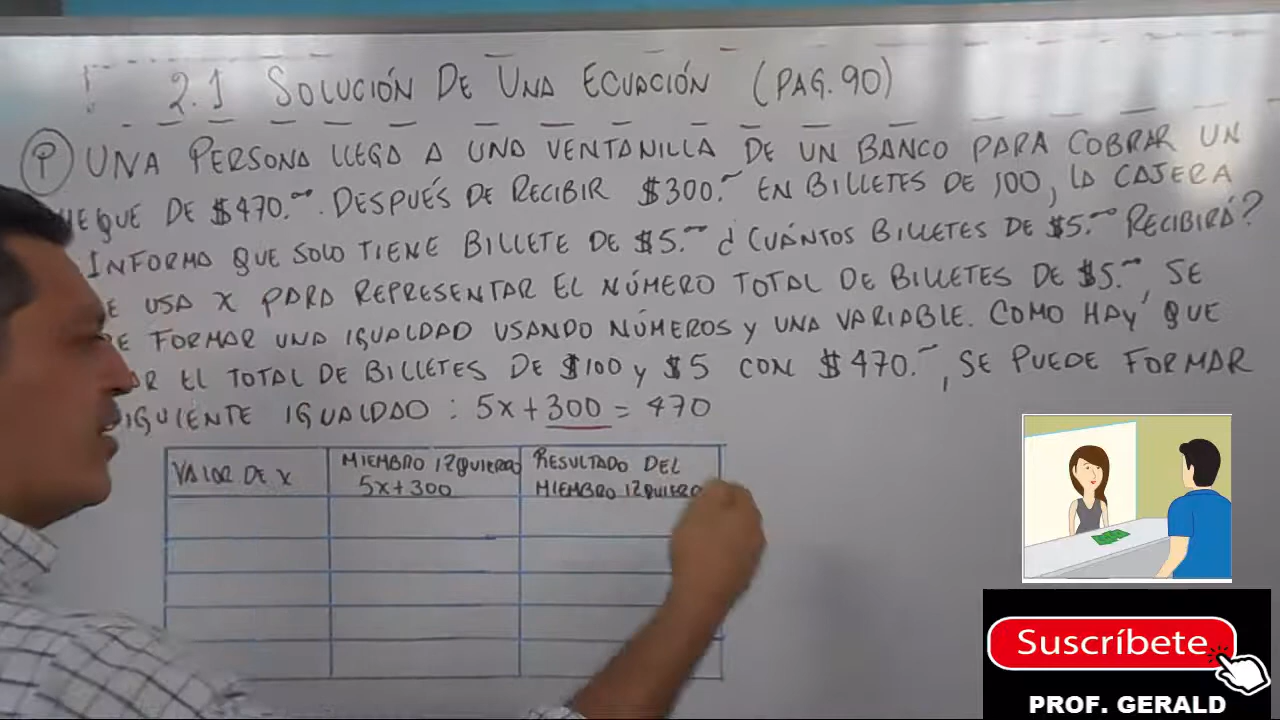 2.1 SOLUCIÓN DE UNA ECUACIÓN (PAG. 90)
P UNA PERSONA LLEGA A UNA VENTANILLA DE UN BANCO PARA COBRAR UN
DE $470.00. DESPUÉS DE RECIBIR $300.00 EN BILLETES DE 100, LA CAJERA
INFORMA QUE SOLO TIENE BILLETE DE $5.00 ¿CUÁNTOS BILLETES DE $5.00 RECIBIRÁ?
USA X PARA REPRESENTAR EL NÚMERO TOTAL DE BILLETES DE $5.00 SE
FORMAR UNA IGUALDAD USANDO NÚMEROS Y UNA VARIABLE. COMO HAY QUE
EL TOTAL DE BILLETES DE $100 Y $5 CON $470.00, SE PUEDE FORMAR
IGUALDAD: 5x + 300 = 470
VALOR DE X
MIEMBRO IZQUIERDO
5x+300
RESULTADO DEL
MIEMBRO
Suscríbete
PROF. GERALD